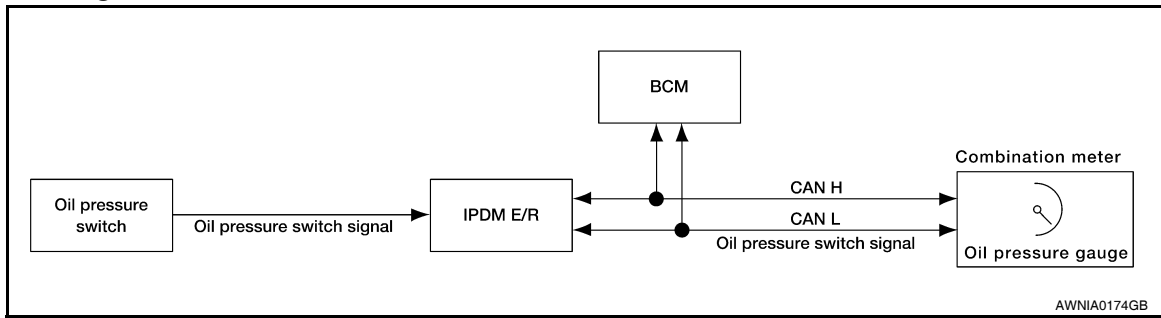 BCM
Combination meter
Oil pressure
switch
Oil pressure switch signal
IPDM E/R
CAN H
CAN L
Oil pressure switch signal
Oil pressure gauge
AWNIA0174GB